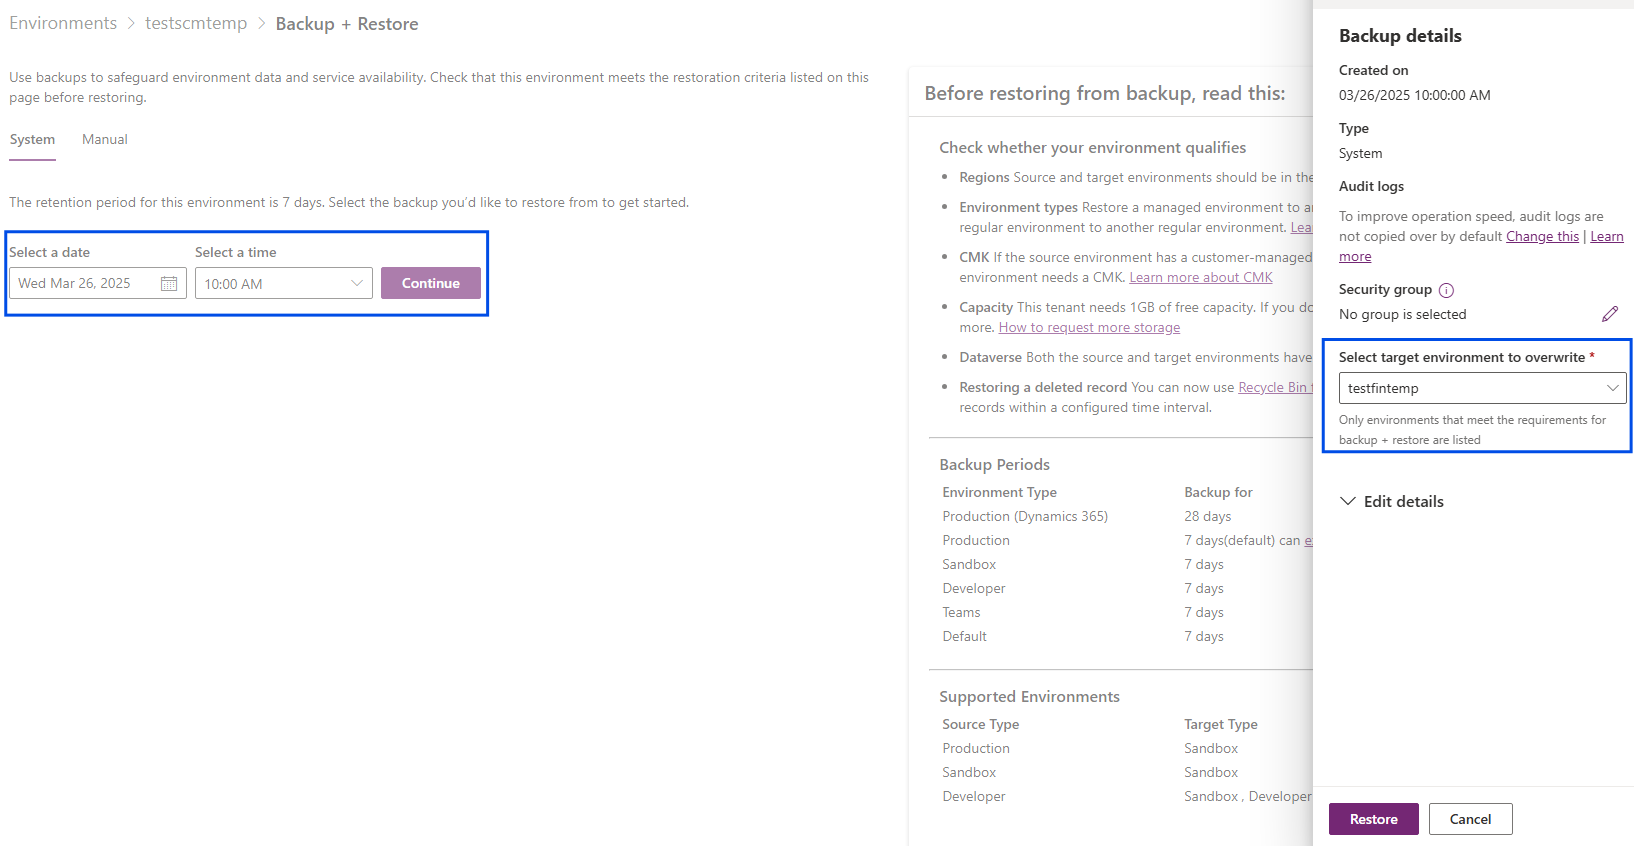 Environments > testscmtemp > Backup + Restore
Use backups to safeguard environment data and service availability. Check that this environment meets the restoration criteria listed on this
page before restoring.
System Manual
The retention period for this environment is 7 days. Select the backup you’d like to restore from to get started.
Select a date Select a time
Wed Mar 26, 2025 10:00 AM Continue
Before restoring from backup, read this:
Check whether your environment qualifies
• Regions Source and target environments should be in the
• Environment types Restore a managed environment to
regular environment to another regular environment.
• CMK If the source environment has a customer-managed
environment needs a CMK. Learn more about CMK
• Capacity This tenant needs 1GB of free capacity. If you
more. How to request more storage
• Dataverse Both the source and target environments have
• Restoring a deleted record You can now use Recycle Bin
records within a configured time interval.
Backup Periods
Environment Type Backup for
Production (Dynamics 365) 28 days
Production 7 days(default) can
Sandbox 7 days
Developer 7 days
Teams 7 days
Default 7 days
Supported Environments
Source Type Target Type
Production Sandbox
Sandbox Sandbox
Developer Sandbox , Developer
Backup details
Created on
03/26/2025 10:00:00 AM
Type
System
Audit logs
To improve operation speed, audit logs are
not copied over by default Change this | Learn
more
Security group
No group is selected
Select target environment to overwrite *
testfintemp
Only environments that meet the requirements for
backup + restore are listed
Edit details
Restore Cancel